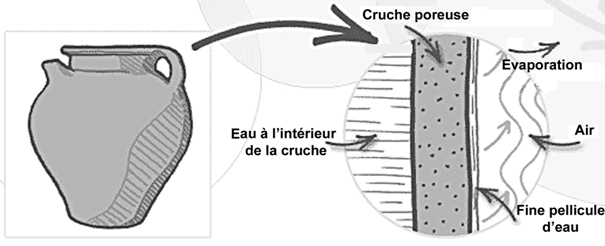 Cruche poreuse
Evaporation
Eau à l'intérieur
de la cruche
Air
Fine pellicule
d'eau